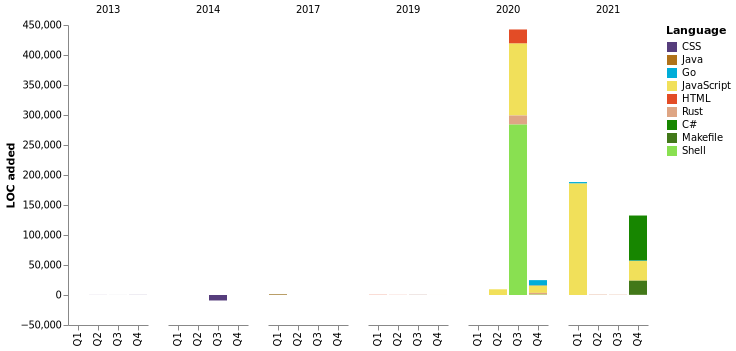 2013 2014 2017 2019 2020 2021
Language
CSS
Java
Go
JavaScript
HTML
Rust
C#
Makefile
Shell
LOC added
450,000
400,000
350,000
300,000
250,000
200,000
150,000
100,000
50,000
0
−50,000
Q1 Q2 Q3 Q4 Q1 Q2 Q3 Q4 Q1 Q2 Q3 Q4 Q1 Q2 Q3 Q4 Q1 Q2 Q3 Q4 Q1 Q2 Q3 Q4